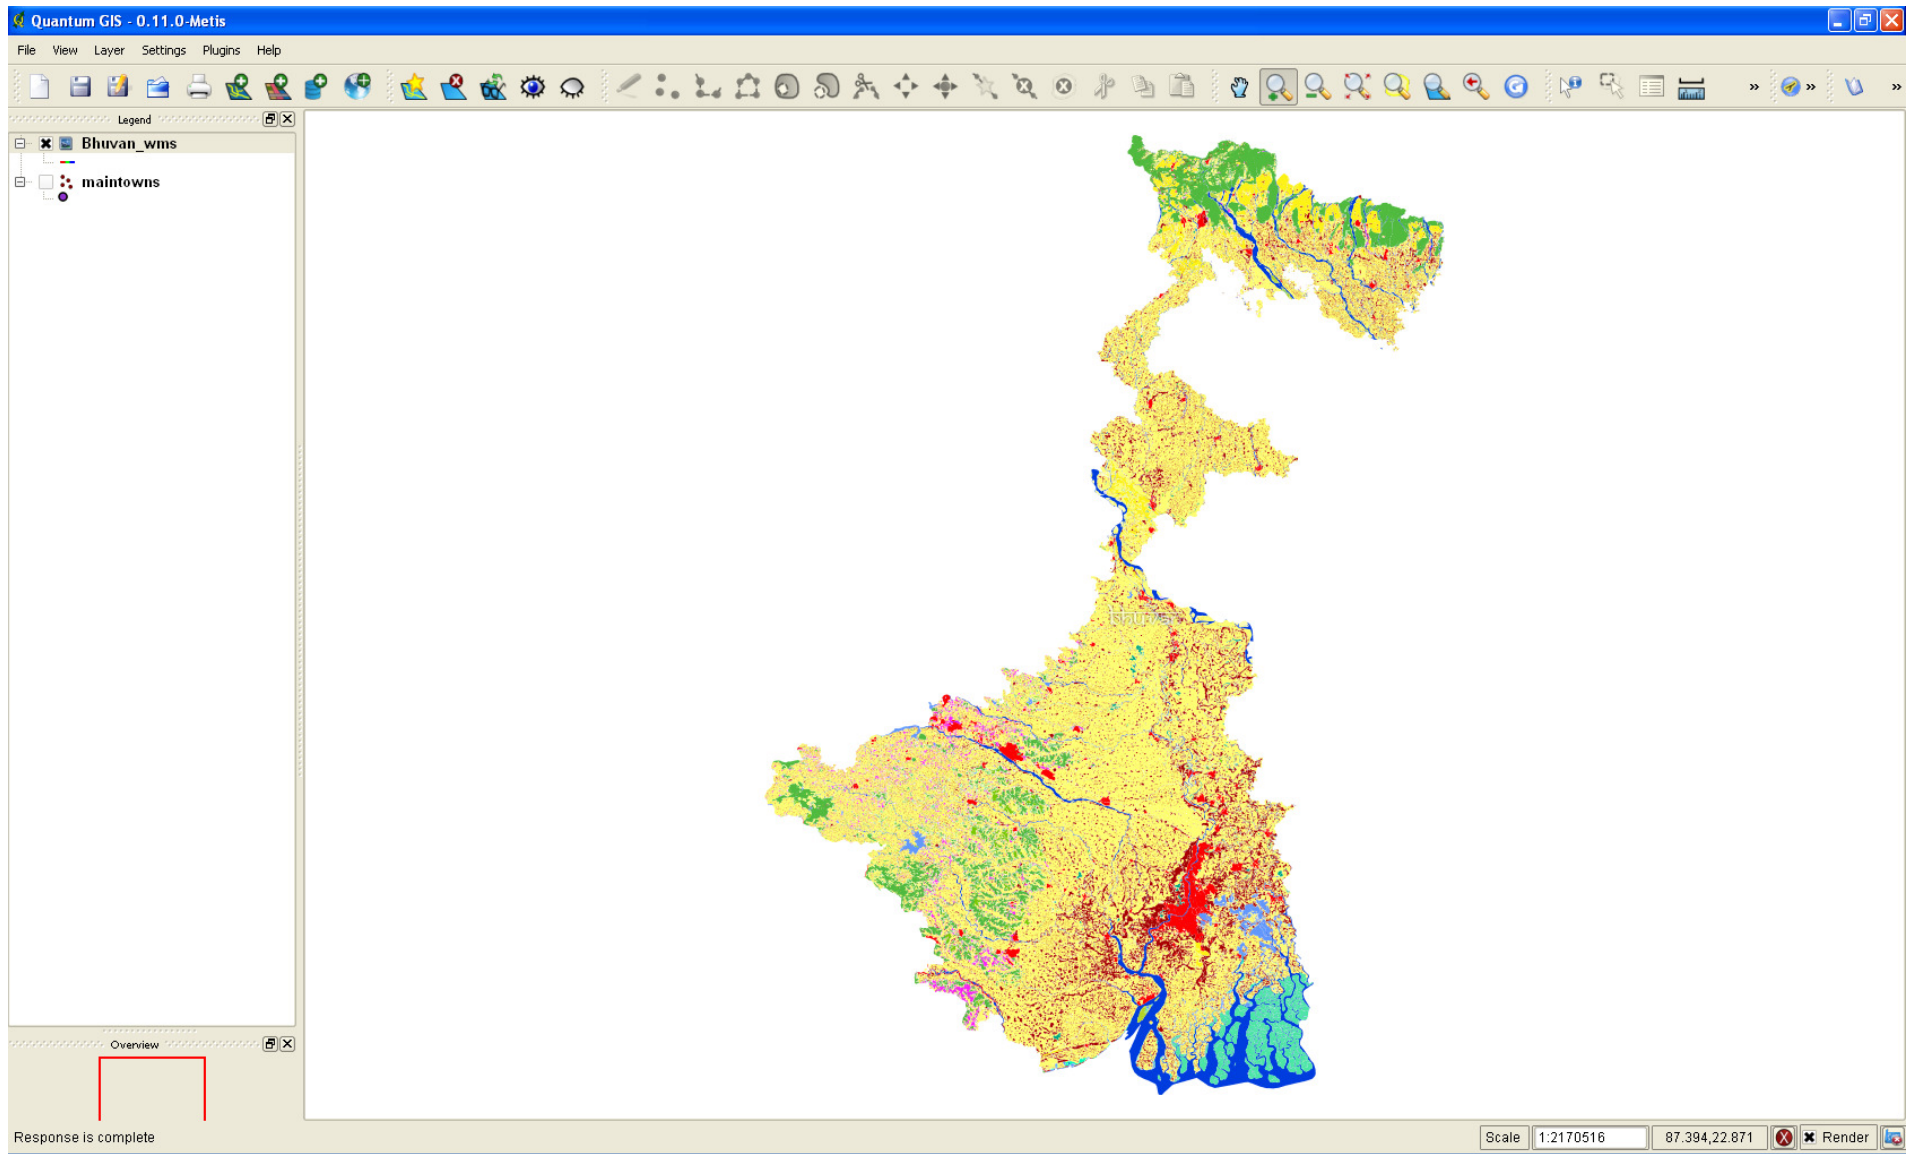 Quantum GIS - 0.11.0-Metis
File View Layer Settings Plugins Help
Legend
Bhuvan_wms
maintowns
bhuvan
Overview
Response is complete
Scale 1:2170516 87.394,22.871 Render